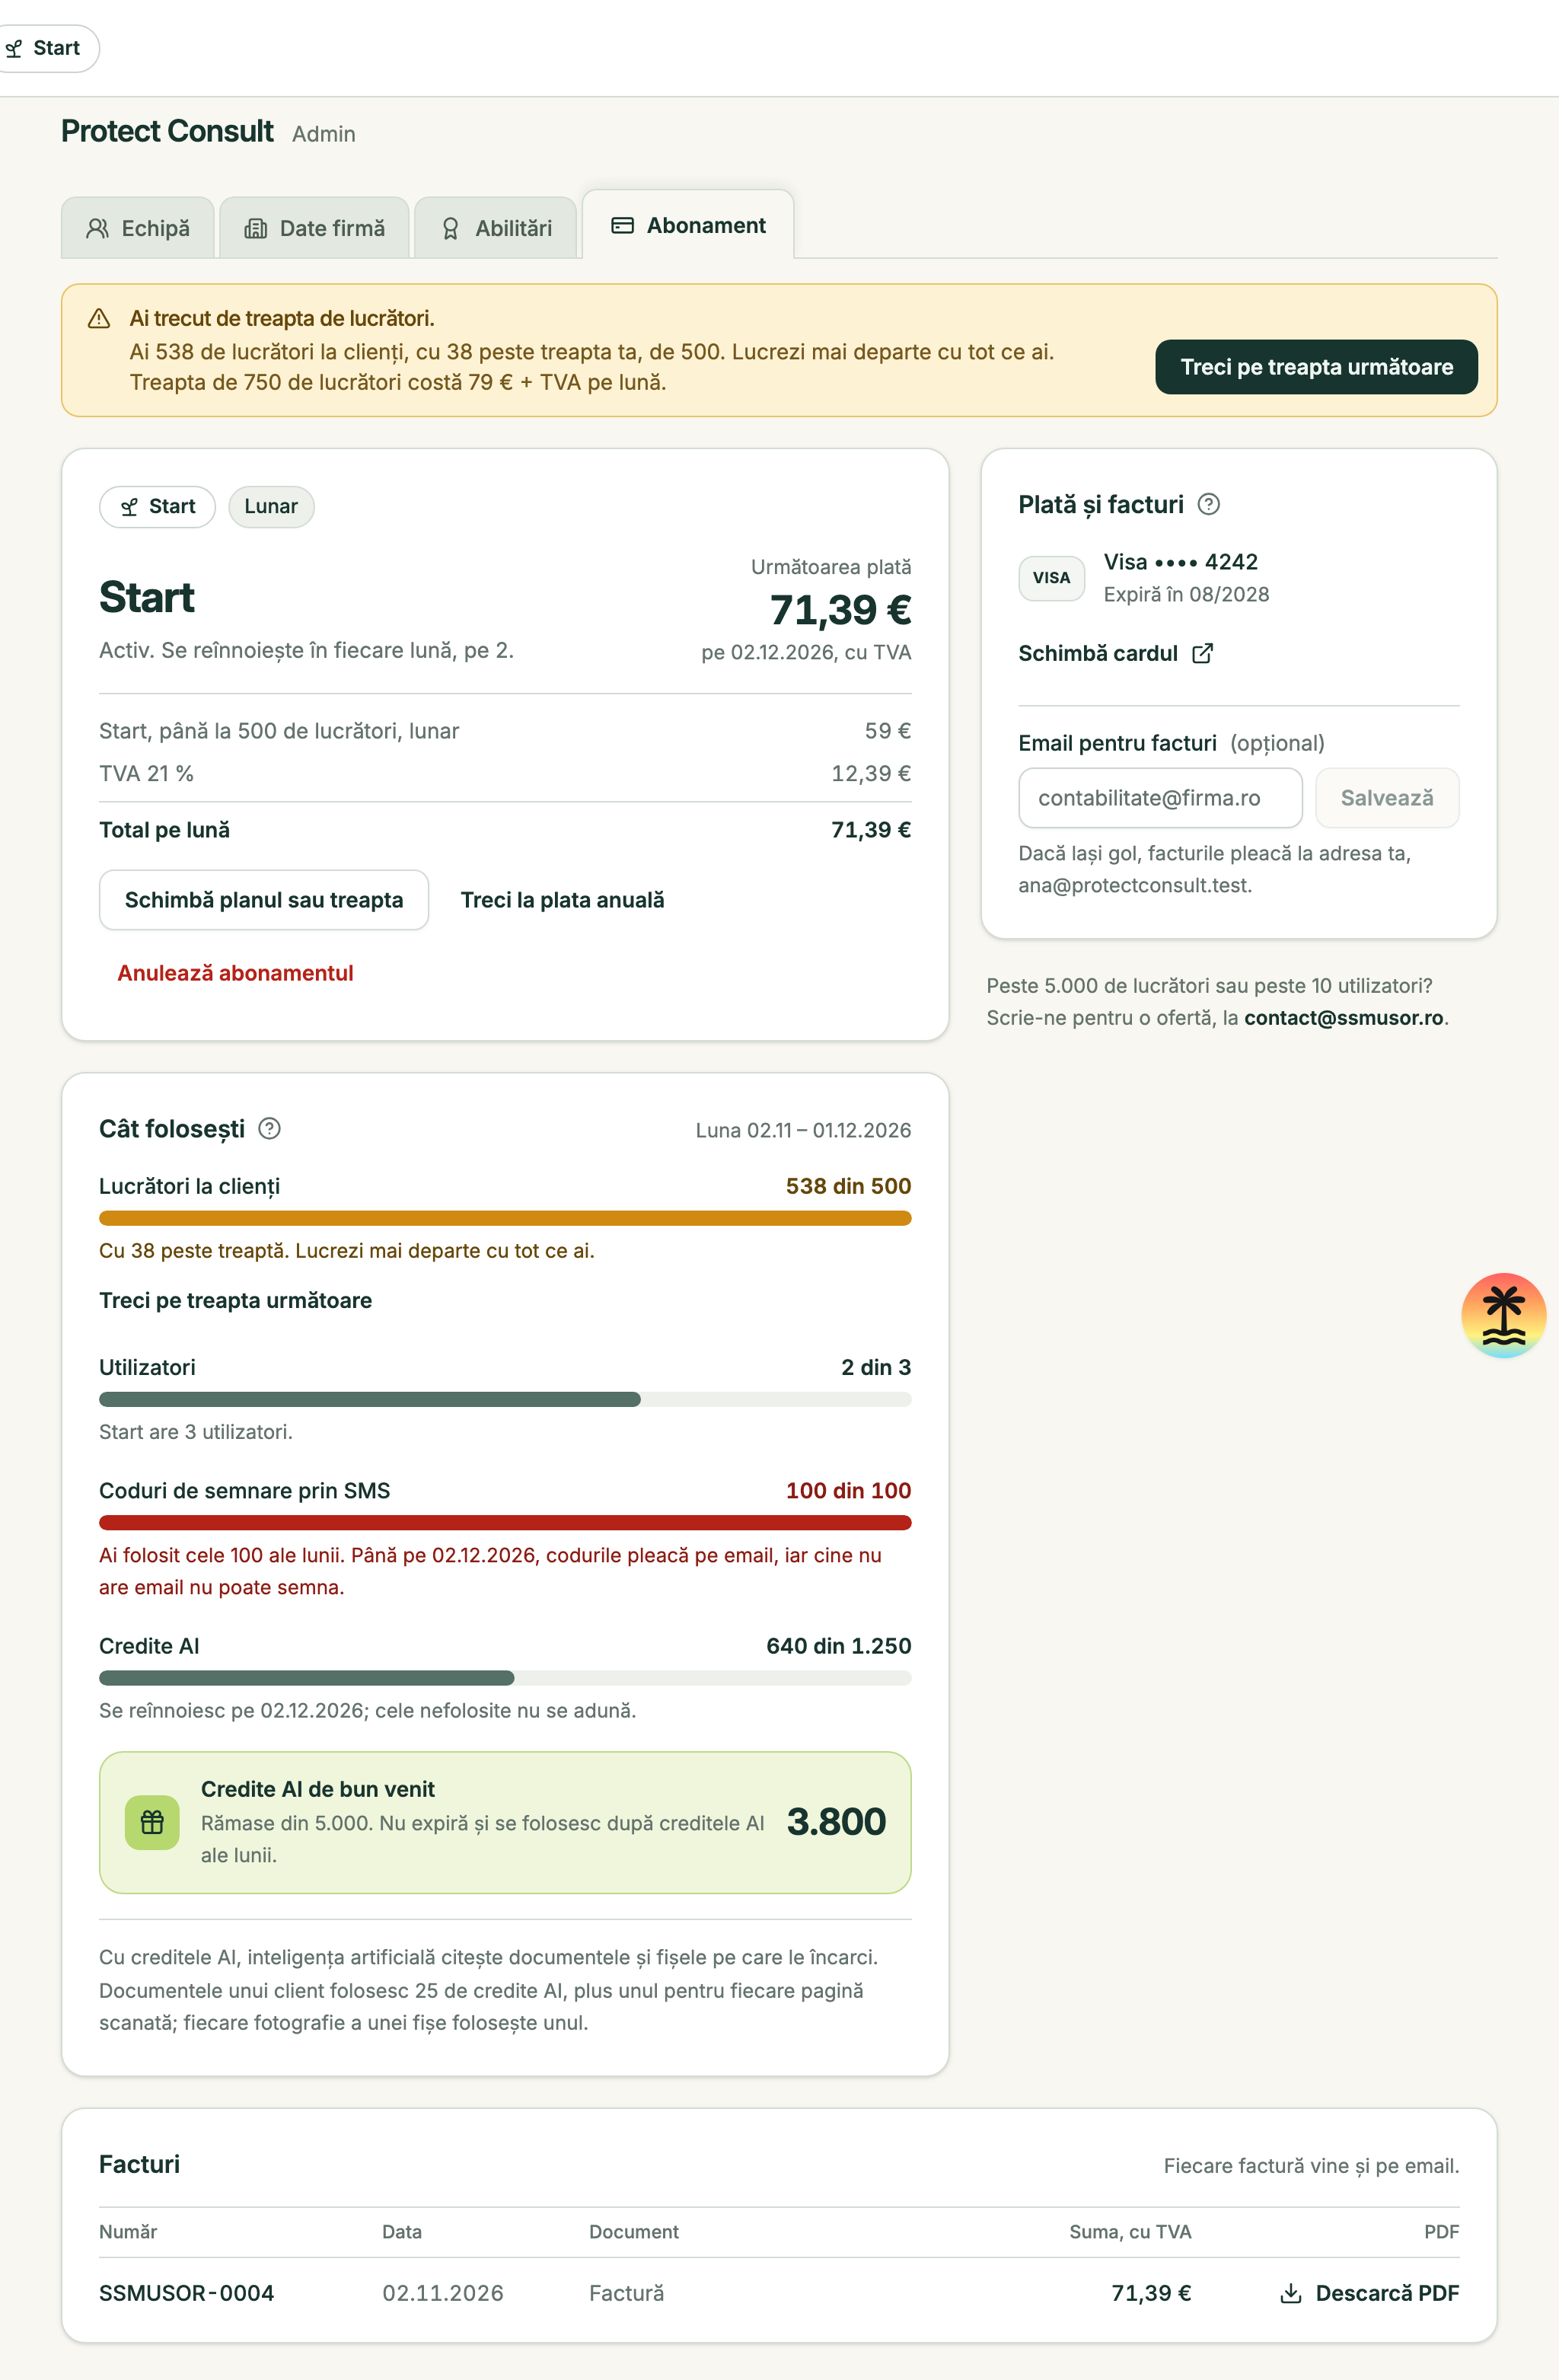 Start
Protect Consult Admin
Echipă
Date firmă
Abilitări
Abonament
Ai trecut de treapta de lucrători.
Ai 538 de lucrători la clienți, cu 38 peste treapta ta, de 500. Lucrezi mai departe cu tot ce ai.
Treapta de 750 de lucrători costă 79 € + TVA pe lună.
Treci pe treapta următoare
Start
Lunar
Start
Activ. Se reînnoiește în fiecare lună, pe 2.
Următoarea plată
71,39 €
pe 02.12.2026, cu TVA
Start, până la 500 de lucrători, lunar 59 €
TVA 21 % 12,39 €
Total pe lună 71,39 €
Schimbă planul sau treapta
Treci la plata anuală
Anulează abonamentul
Plată și facturi
VISA
Visa •••• 4242
Expiră în 08/2028
Schimbă cardul
Email pentru facturi (opțional)
contabilitate@firma.ro
Salvează
Dacă lași gol, facturile pleacă la adresa ta,
ana@protectconsult.test.
Peste 5.000 de lucrători sau peste 10 utilizatori?
Scrie-ne pentru o ofertă, la contact@ssmusor.ro.
Cât folosești
Luna 02.11 – 01.12.2026
Lucrători la clienți 538 din 500
Cu 38 peste treaptă. Lucrezi mai departe cu tot ce ai.
Treci pe treapta următoare
Utilizatori 2 din 3
Start are 3 utilizatori.
Coduri de semnare prin SMS 100 din 100
Ai folosit cele 100 ale lunii. Până pe 02.12.2026, codurile pleacă pe email, iar cine nu
are email nu poate semna.
Credite AI 640 din 1.250
Se reînnoiesc pe 02.12.2026; cele nefolosite nu se adună.
Credite AI de bun venit
Rămase din 5.000. Nu expiră și se folosesc după creditele AI
ale lunii.
3.800
Cu creditele AI, inteligența artificială citește documentele și fișele pe care le încarci.
Documentele unui client folosesc 25 de credite AI, plus unul pentru fiecare pagină
scanată; fiecare fotografie a unei fișe folosește unul.
Facturi
Fiecare factură vine și pe email.
Număr Data Document Suma, cu TVA PDF
SSMUSOR-0004 02.11.2026 Factură 71,39 € Descarcă PDF